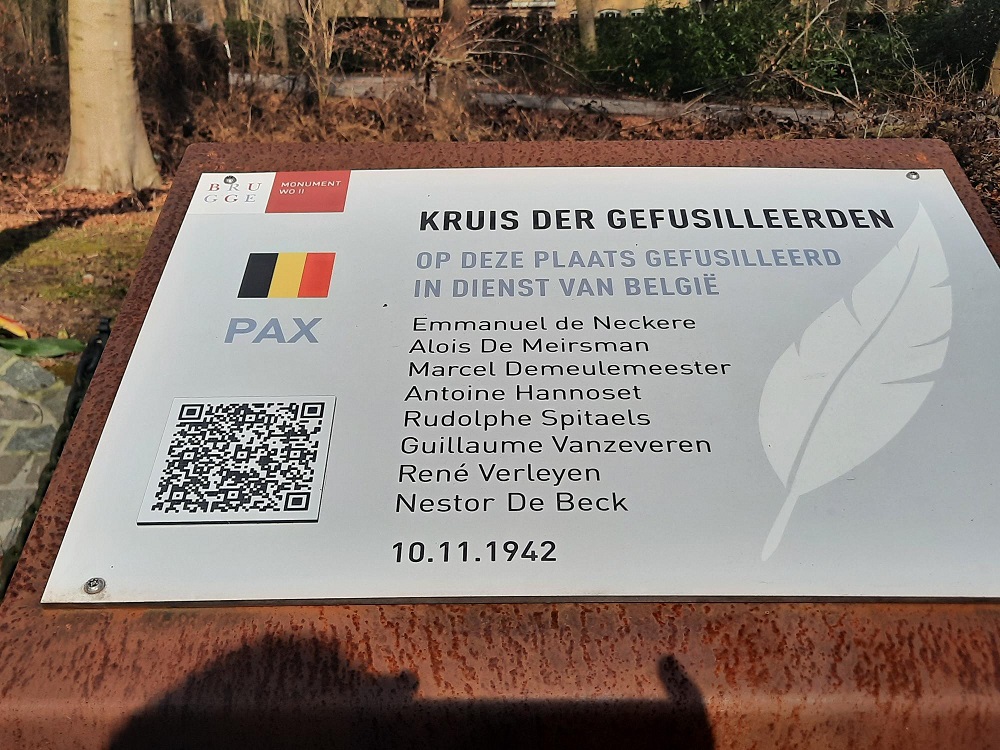 BRU
GGE
MONUMENT
WO II
KRUIS DER GEFUSILLEERDEN
OP DEZE PLAATS GEFUSILLEERD
IN DIENST VAN BELGIË
PAX
Emmanuel de Neckere
Alois De Meirsman
Marcel Demeulemeester
Antoine Hannoset
Rudolphe Spitaels
Guillaume Vanzeveren
René Verleyen
Nestor De Beck
10.11.1942